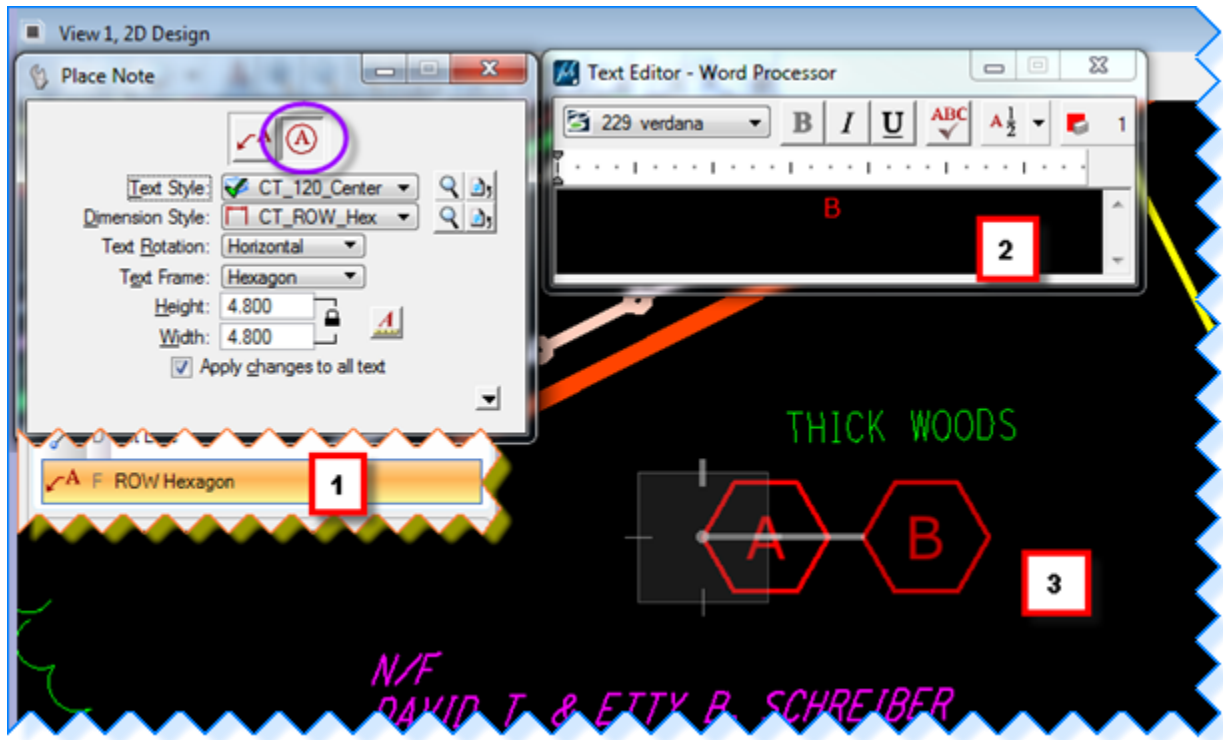 View 1, 2D Design
Place Note
A
A
Text Style: CT_120_Center
Dimension Style: CT_ROW_Hex
Text Rotation: Horizontal
Text Frame: Hexagon
Height: 4.800
Width: 4.800
A
Apply changes to all text
A F ROW Hexagon
1
Text Editor - Word Processor
229 verdana B I U ABC A 1/2 1
B
2
THICK WOODS
A B
3
N/F
DAVID T. & ETTY B. SCHREIBER